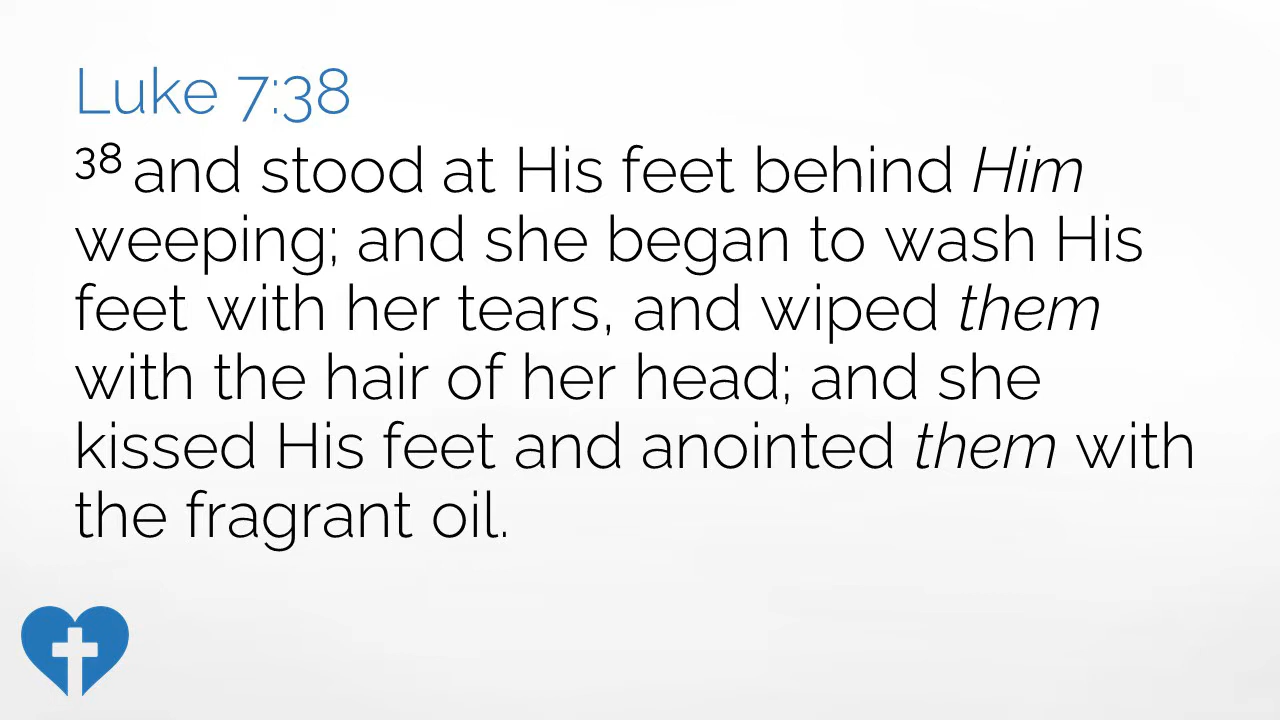 Luke 7:38
38 and stood at His feet behind Him
weeping; and she began to wash His
feet with her tears, and wiped them
with the hair of her head; and she
kissed His feet and anointed them with
the fragrant oil.